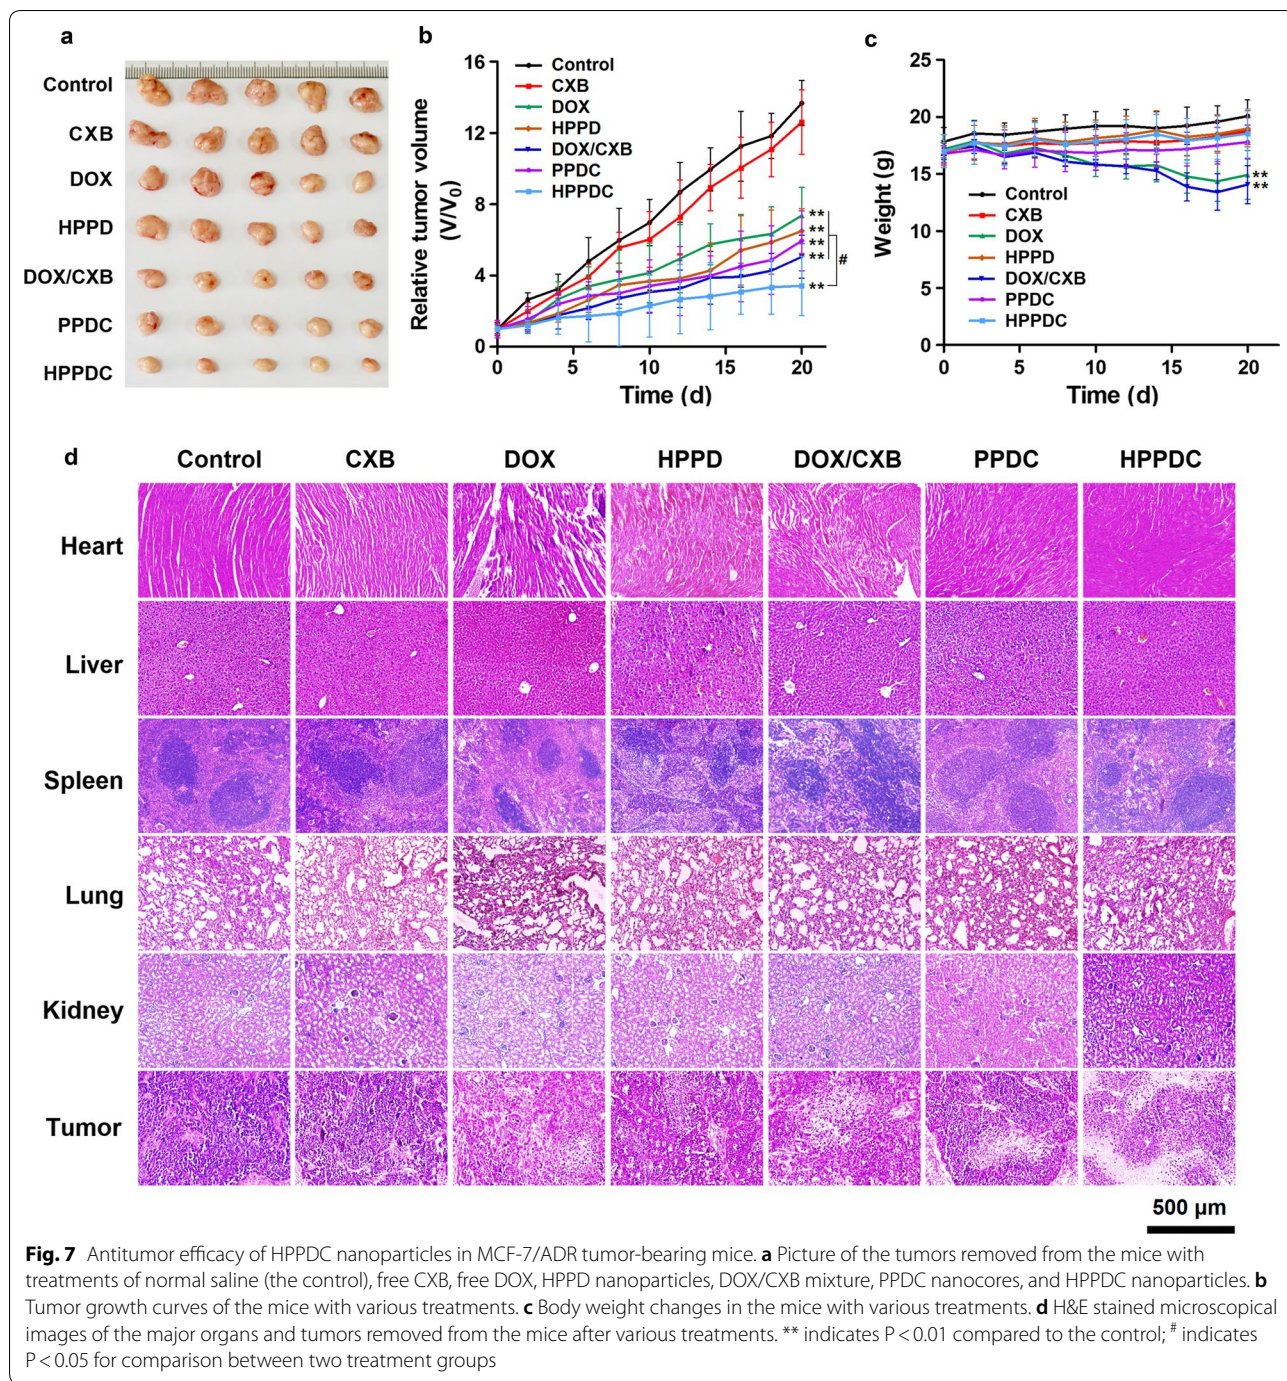 a
Control
CXB
DOX
HPPD
DOX/CXB
PPDC
HPPDC
b
Relative tumor volume
(V/V0)
16
12
8
4
0
0 5 10 15 20
Time (d)
Control
CXB
DOX
HPPD
DOX/CXB
PPDC
HPPDC
**
**
**
**
**
#
c
Weight (g)
25
20
15
10
5
0
0 5 10 15 20
Time (d)
Control
CXB
DOX
HPPD
DOX/CXB
PPDC
HPPDC
**
**
d
Control CXB DOX HPPD DOX/CXB PPDC HPPDC
Heart
Liver
Spleen
Lung
Kidney
Tumor
500 µm
Fig. 7 Antitumor efficacy of HPPDC nanoparticles in MCF-7/ADR tumor-bearing mice. a Picture of the tumors removed from the mice with
treatments of normal saline (the control), free CXB, free DOX, HPPD nanoparticles, DOX/CXB mixture, PPDC nanocores, and HPPDC nanoparticles. b
Tumor growth curves of the mice with various treatments. c Body weight changes in the mice with various treatments. d H&E stained microscopical
images of the major organs and tumors removed from the mice after various treatments. ** indicates P < 0.01 compared to the control; # indicates
P < 0.05 for comparison between two treatment groups